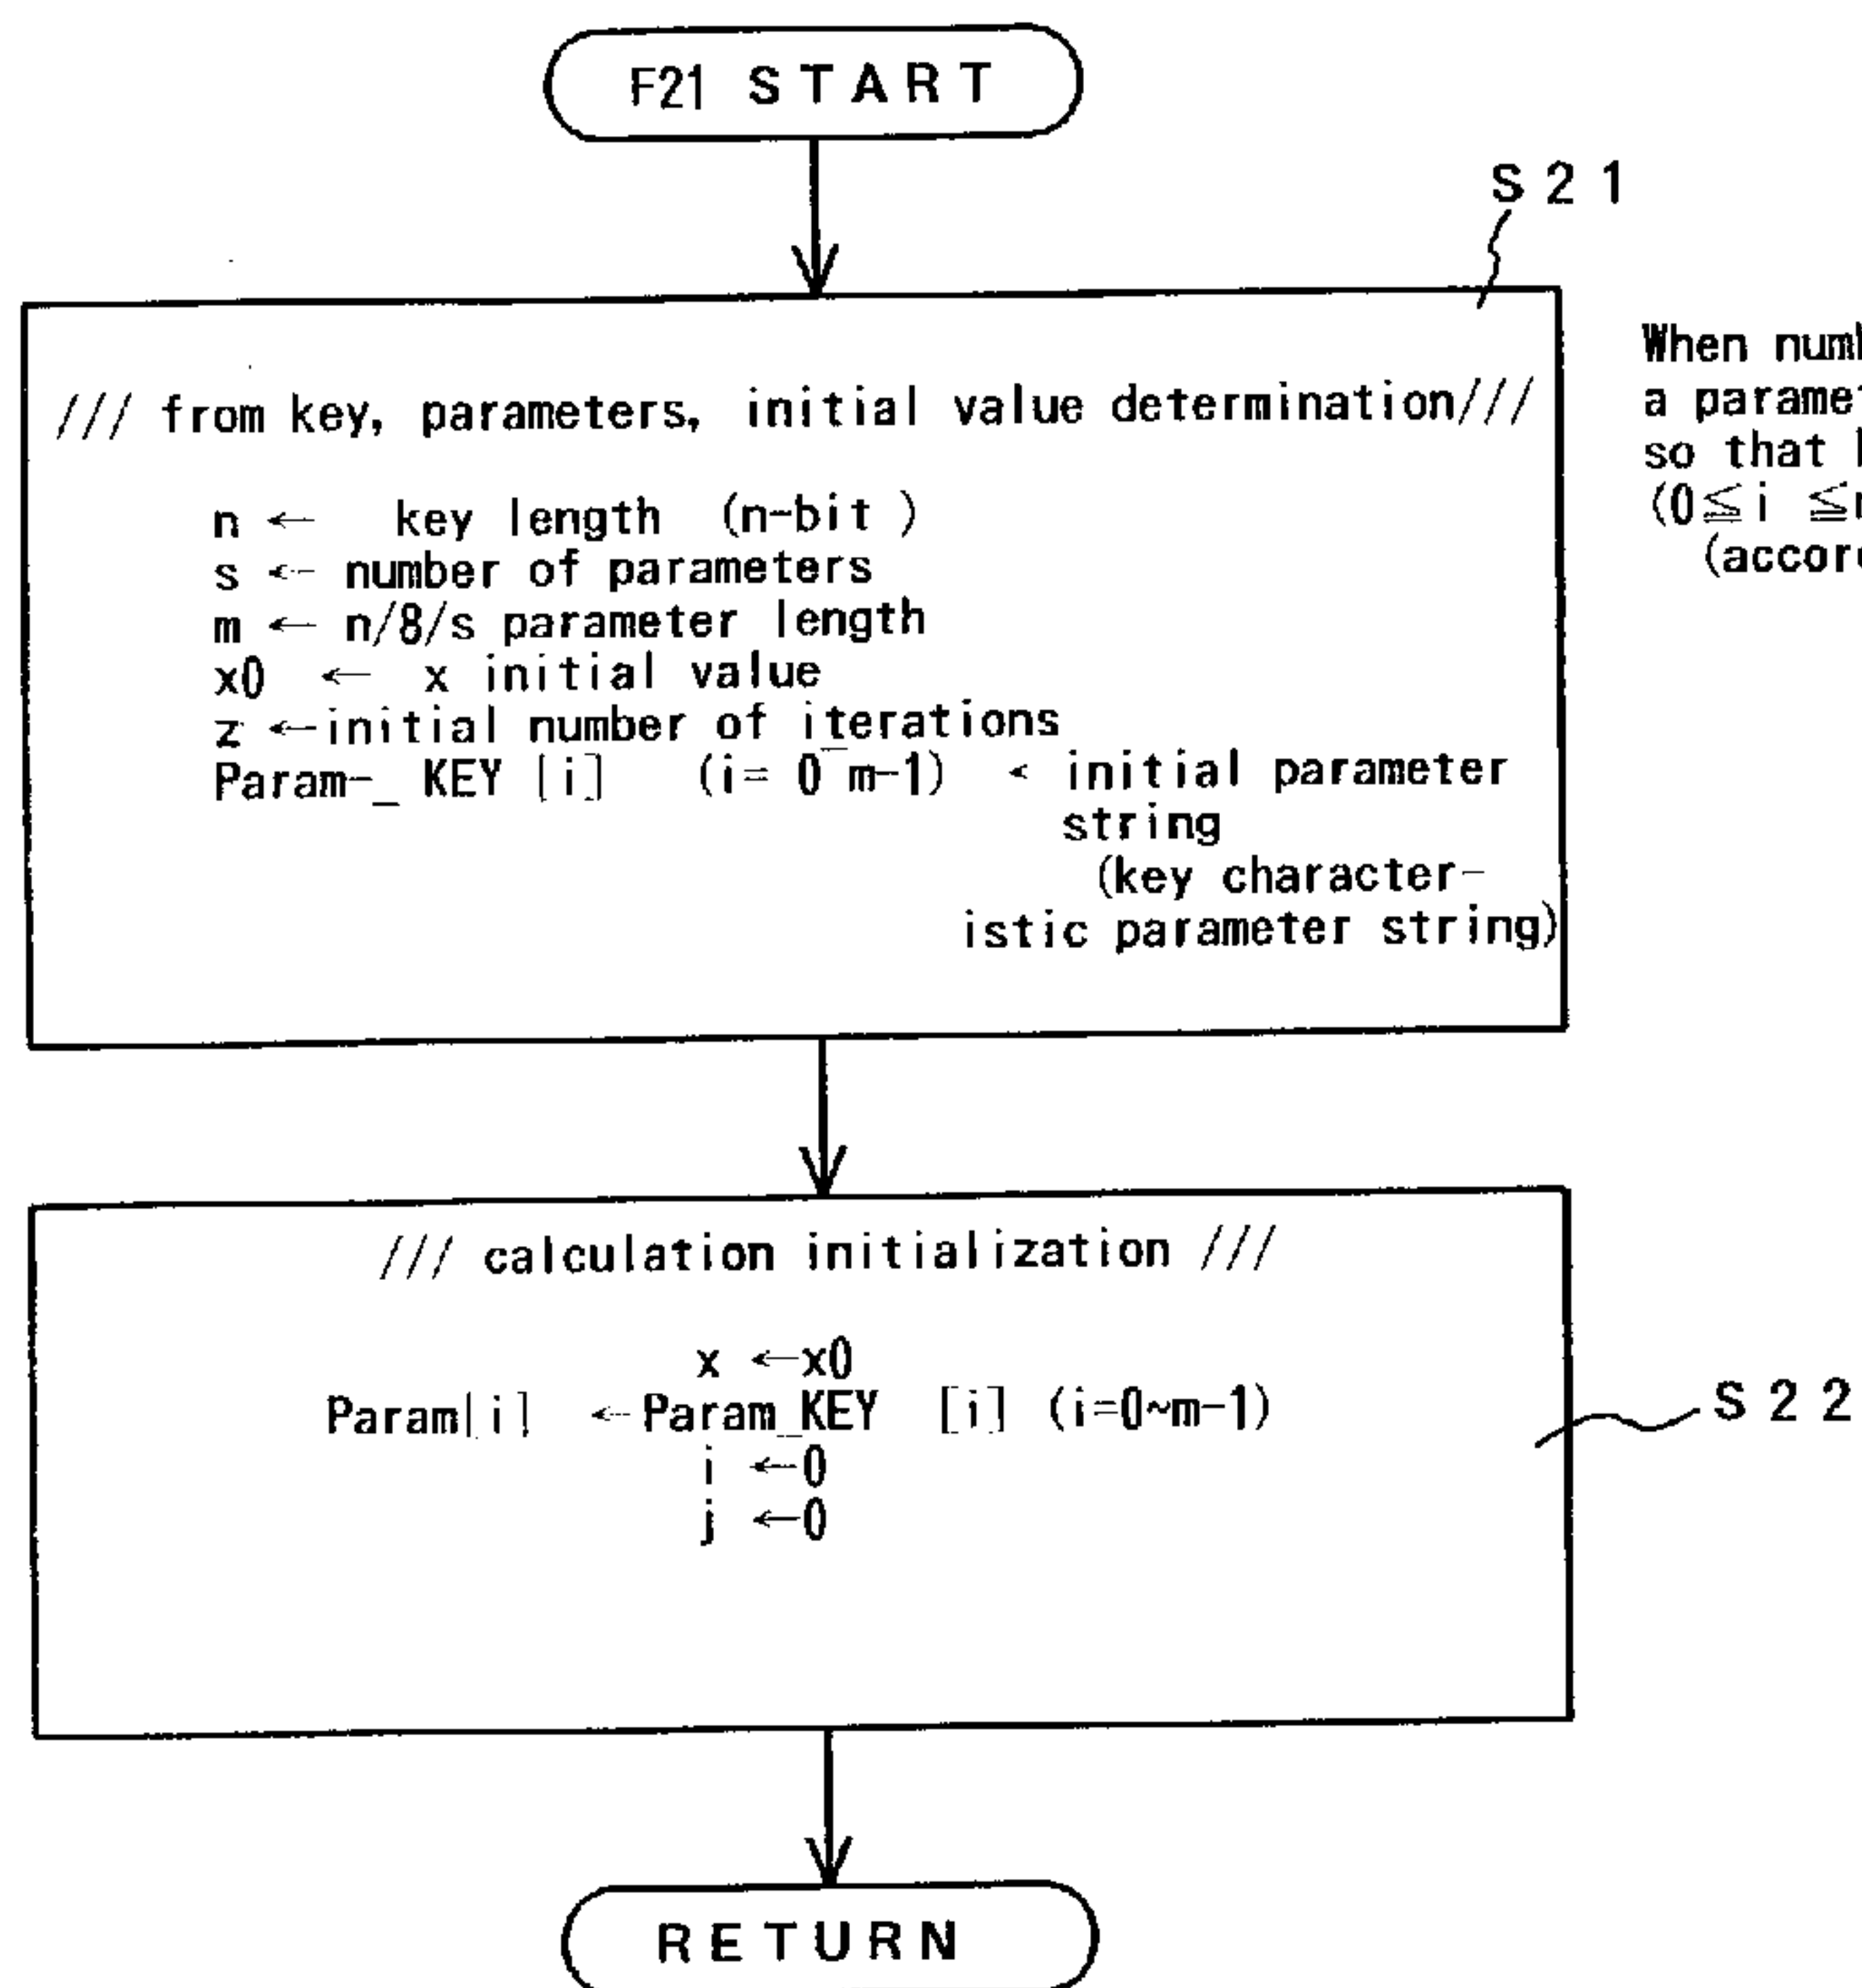 F21 START
S21
/// from key, parameters, initial value determination///
n ← key length (n-bit )
s ← number of parameters
m ← n/8/s parameter length
x0 ← x initial value
z ←initial number of iterations
Param-_ KEY [i] (i= 0~m-1) < initial parameter
string
(key character-
istic parameter string)
When
a
so that
(0≦i ≦
/// calculation initialization ///
x ←x0
Param[i] ←Param_KEY [i] (i=0~m-1)
i ←0
j ←0
S22
RETURN